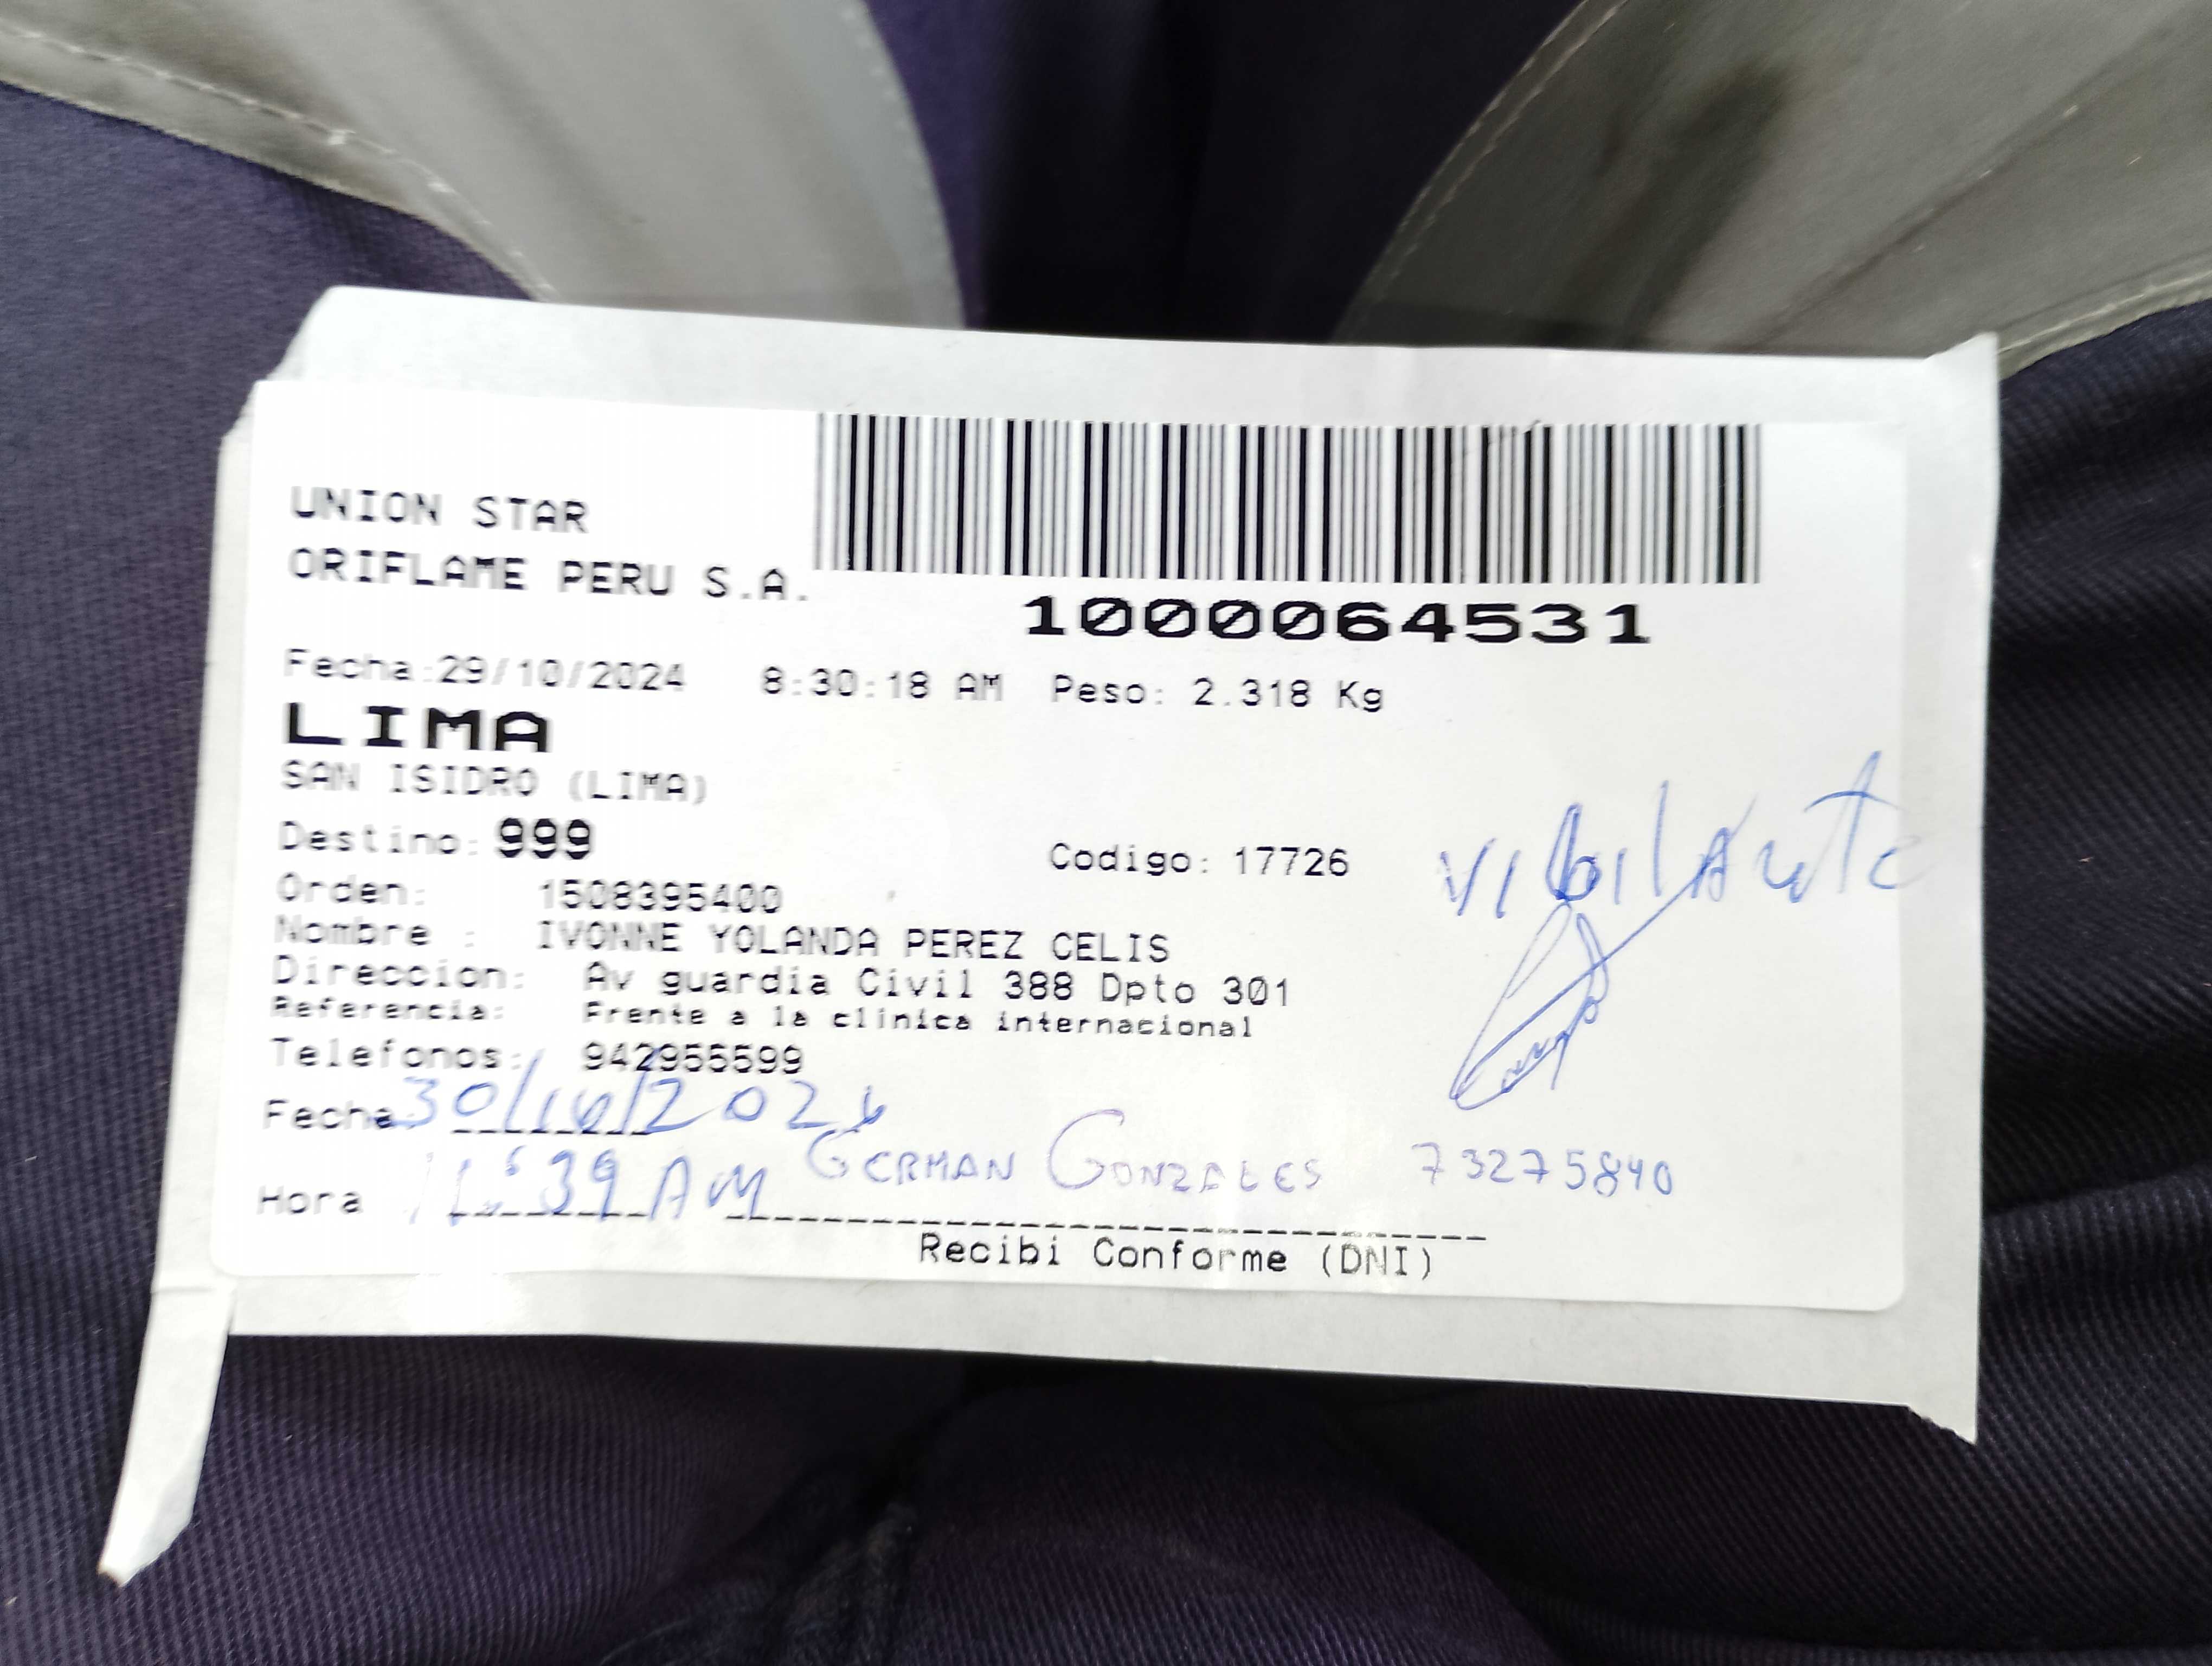 UNION STAR
ORIFLAME PERU S.A.
1000064531
Fecha:29/10/2024 8:30:18 AM Peso: 2.318 Kg
LIMA
SAN ISIDRO (LIMA)
Destino: 999
Codigo: 17726
Orden: 1508395400
Nombre : IVONNE YOLANDA PEREZ CELIS
Direccion: Av guardia Civil 388 Dpto 301
Referencia: Frente a la clinica internacional
Telefonos: 942955599
Vigilante
Fecha 30/10/2024
GERMAN GONZALES 73275840
Hora 11:39 AM
Recibi Conforme (DNI)